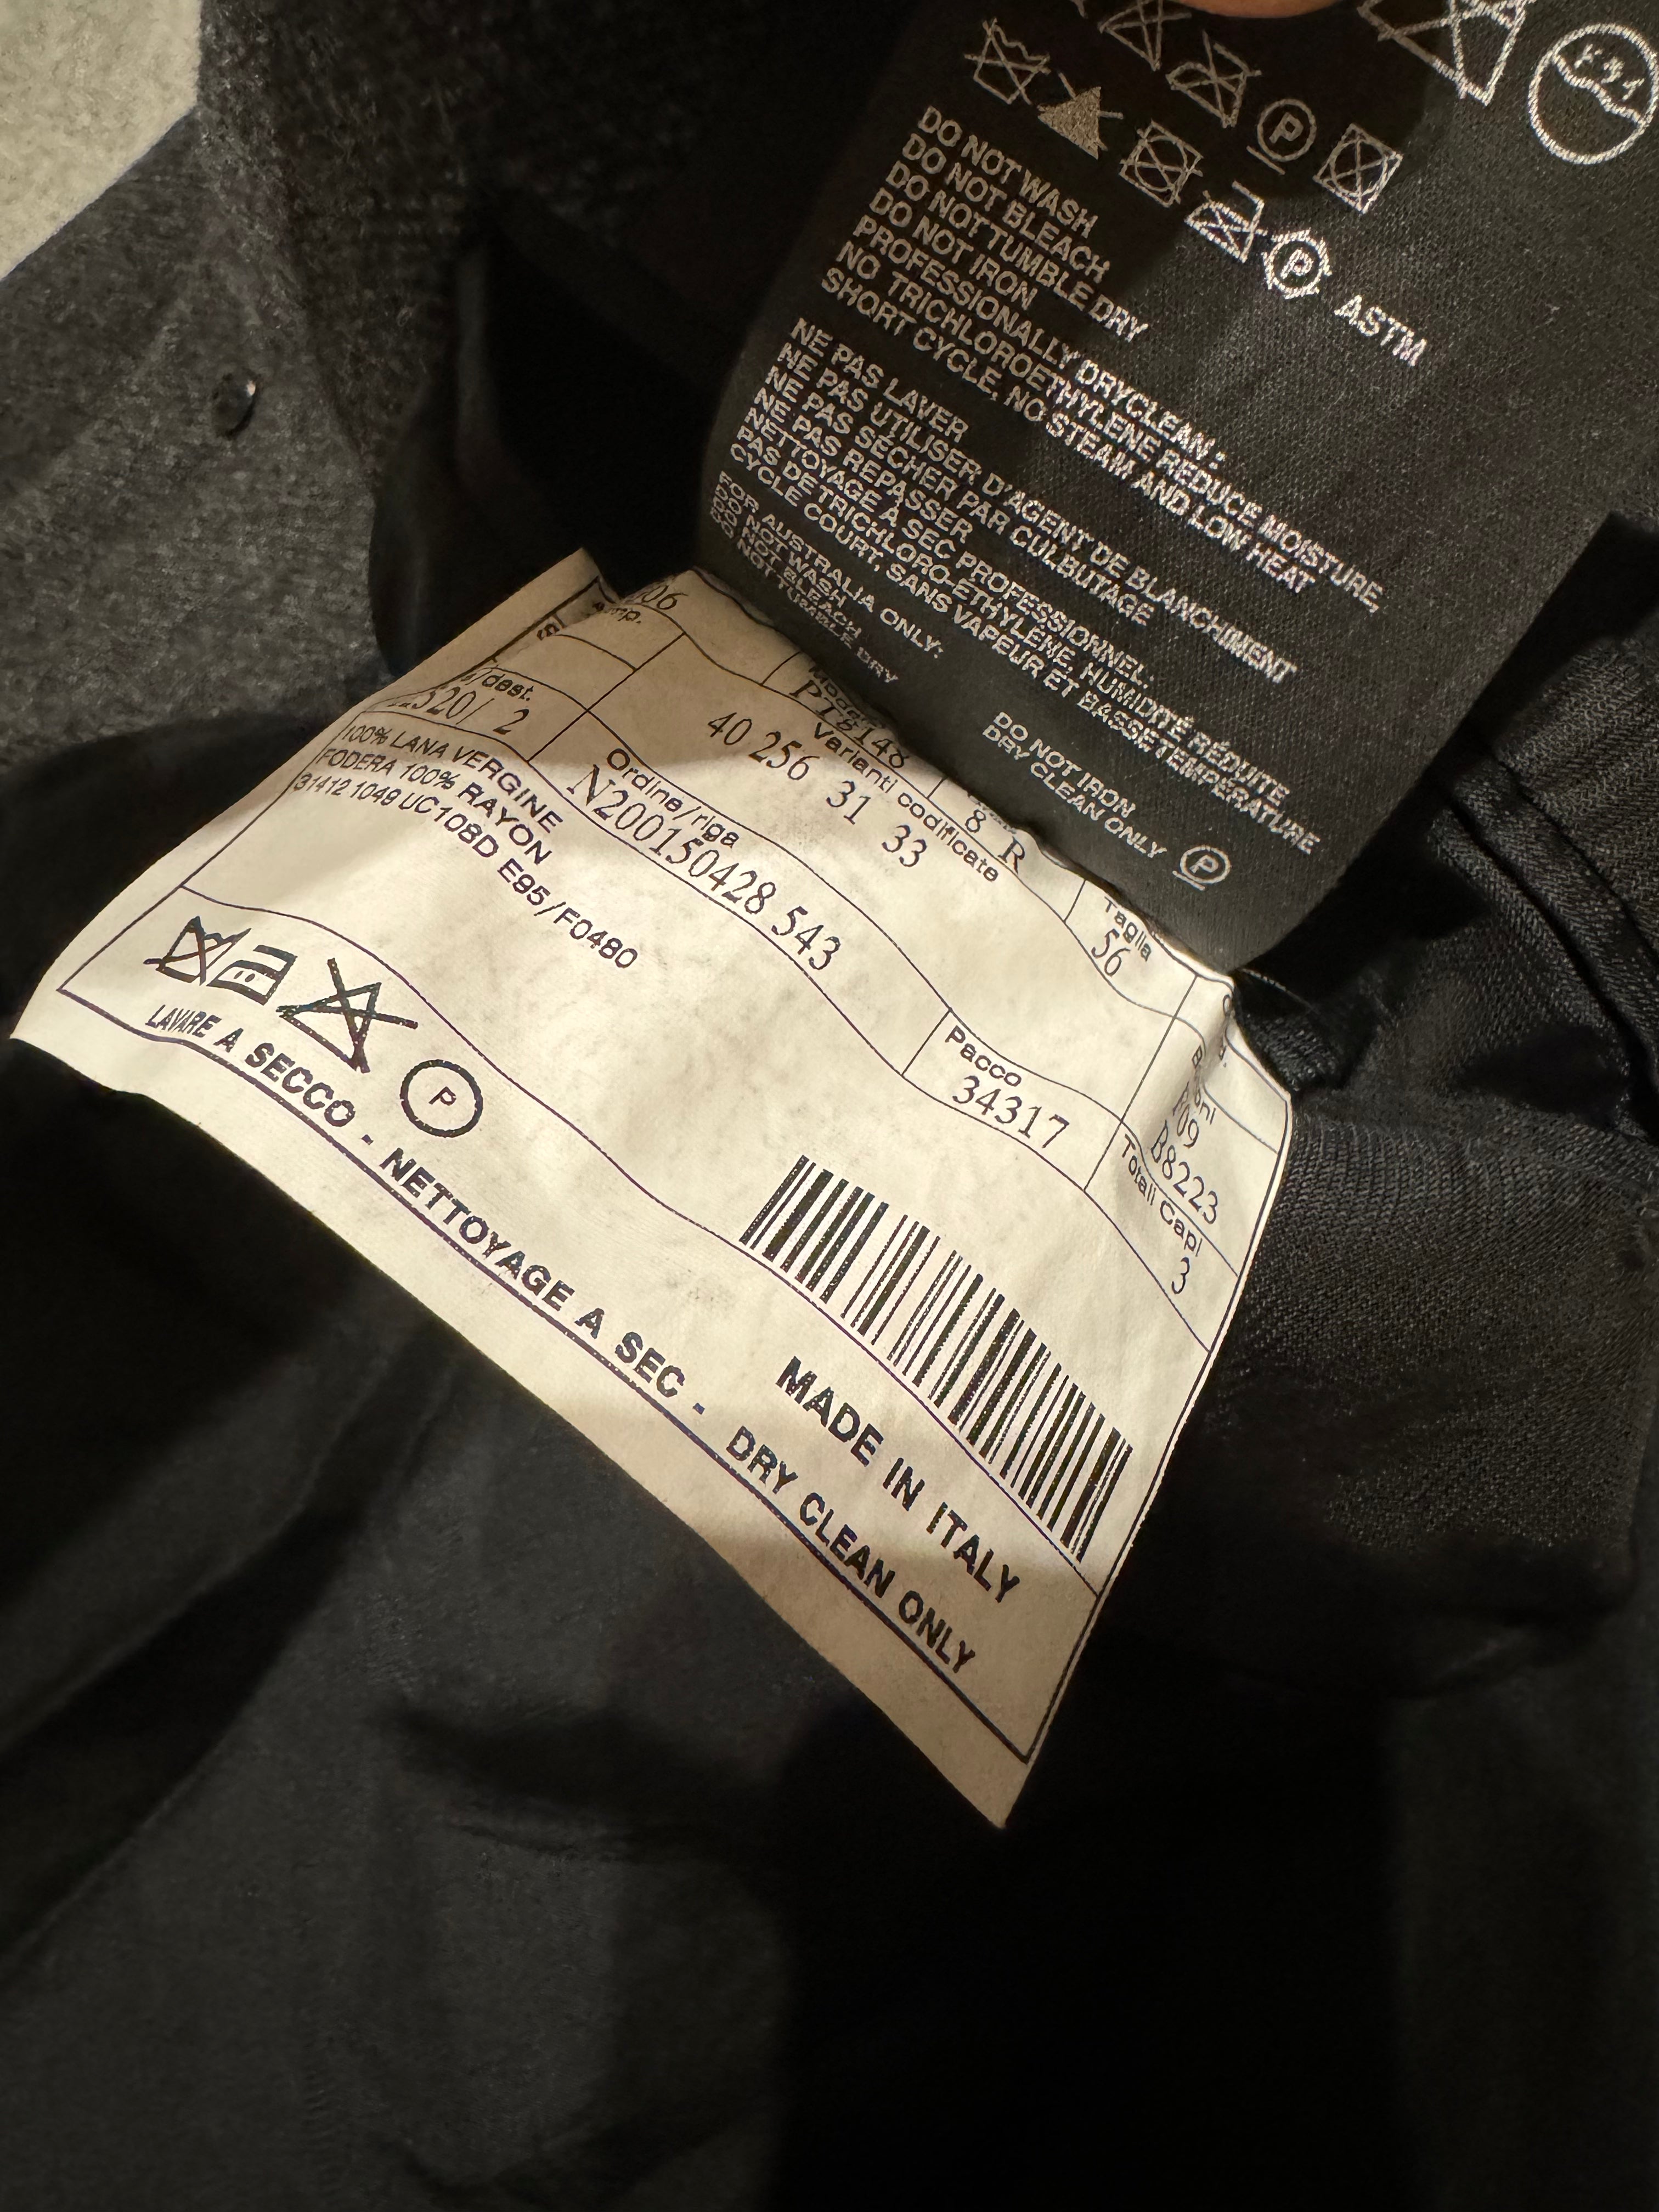 P
P ASTM
DO NOT WASH
DO NOT BLEACH
DO NOT TUMBLE DRY
DO NOT IRON
PROFESSIONALLY DRYCLEAN :
NO TRICHLOROETHYLENE REDUCE MOISTURE,
SHORT CYCLE, NO STEAM AND LOW HEAT
NE PAS LAVER
NE PAS UTILISER D'AGENT DE BLANCHIMENT
NE PAS SÉCHER PAR CULBUTAGE
NE PAS REPASSER
NETTOYAGE À SEC PROFESSIONNEL:
PAS DE TRICHLORO-ÉTHYLÈNE, HUMIDITÉ RÉDUITE,
CYCLE COURT, SANS VAPEUR ET BASSE TEMPÉRATURE
FOR AUSTRALIA ONLY:
DO NOT WASH
DO NOT BLEACH
NOT TUMBLE DRY
DO NOT IRON
DRY CLEAN ONLY P
8 R
Taglia
56
Varianti codificate
40 256 31 33
/dest.
320/ 2
Ordine/riga
N200150428 543
Pacco
34317
B8223
Totali Capi
3
100% LANA VERGINE
FODERA 100% RAYON
31412 1049 UC108D E95/F0480
P
MADE IN ITALY
LAVARE A SECCO - NETTOYAGE A SEC - DRY CLEAN ONLY